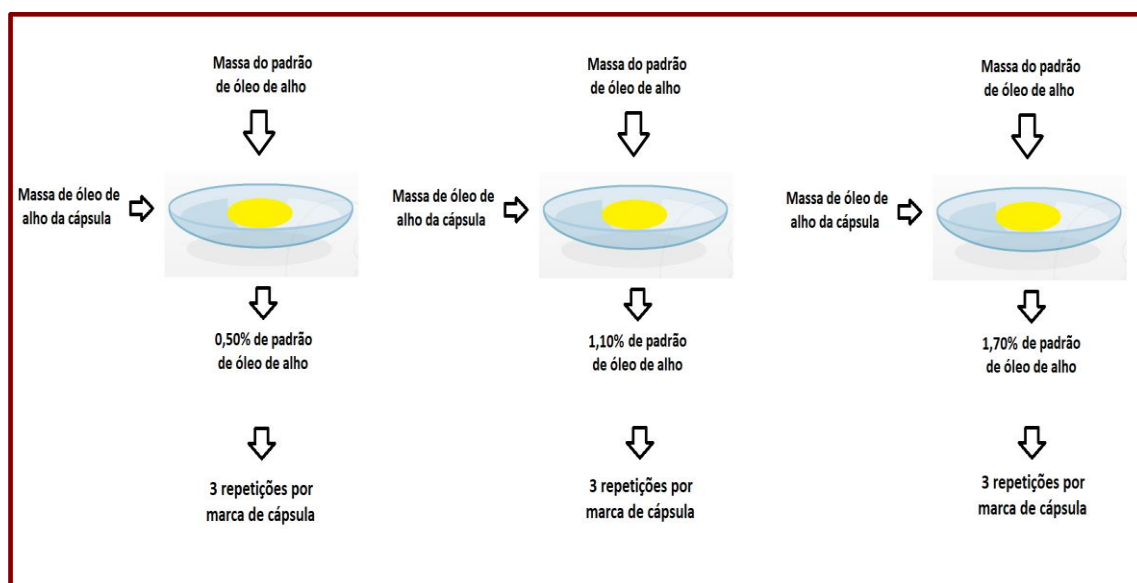 Massa do padrão
de óleo de alho
Massa de óleo de
alho da cápsula
0,50% de padrão
de óleo de alho
3 repetições por
marca de cápsula
Massa do padrão
de óleo de alho
Massa de óleo de
alho da cápsula
1,10% de padrão
de óleo de alho
3 repetições por
marca de cápsula
Massa do padrão
de óleo de alho
Massa de óleo de
alho da cápsula
1,70% de padrão
de óleo de alho
3 repetições por
marca de cápsula